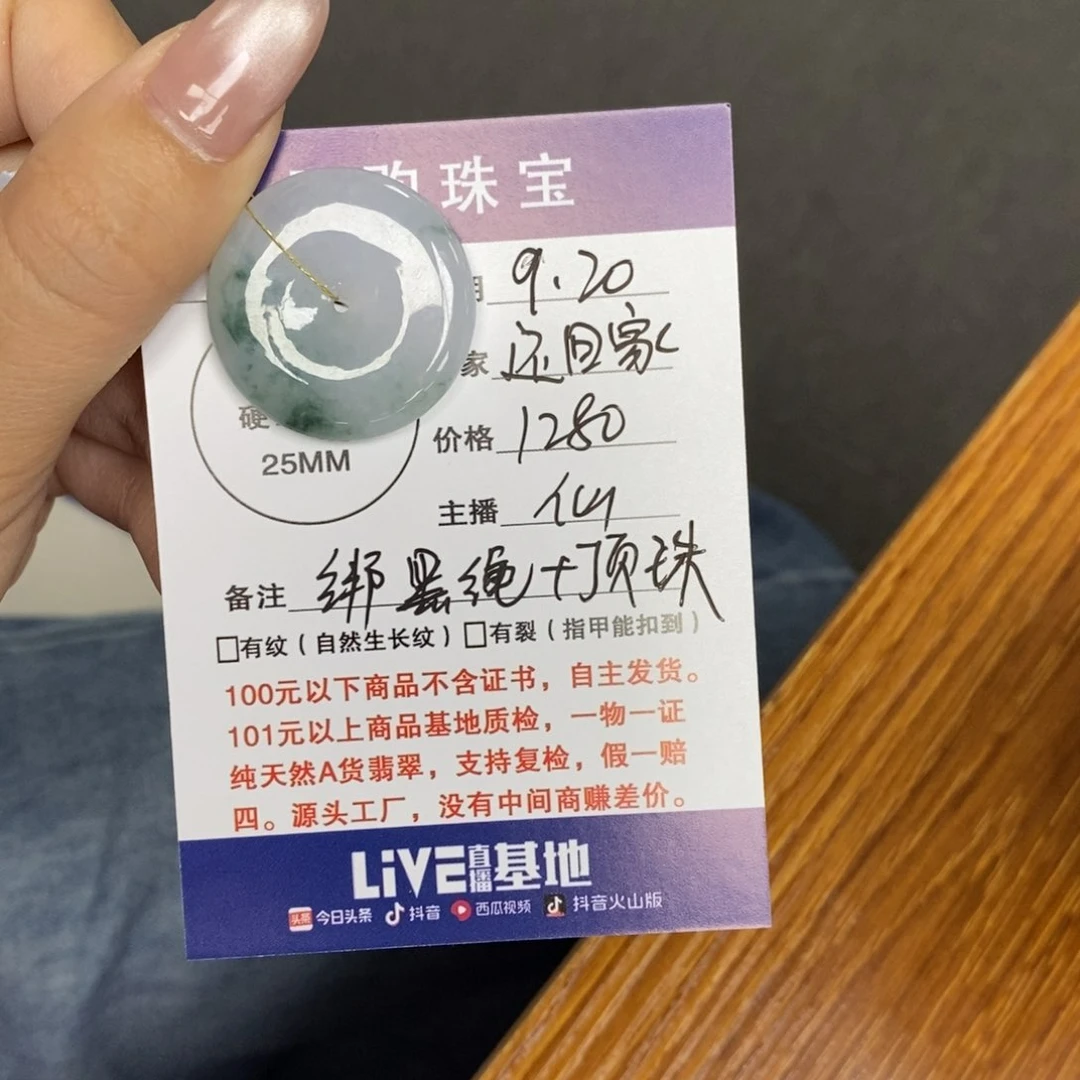 珠宝
9.20
家 还旦家
价格 1280
硬
25MM
主播 仙
备注 绑黑绳+顶珠
□有纹（自然生长纹）□有裂（指甲能扣到）
100元以下商品不含证书，自主发货。
101元以上商品基地质检，一物一证
纯天然A货翡翠，支持复检，假一赔
四。源头工厂，没有中间商赚差价。
LiVE直播基地
头条 今日头条 抖音 西瓜视频 抖音火山版